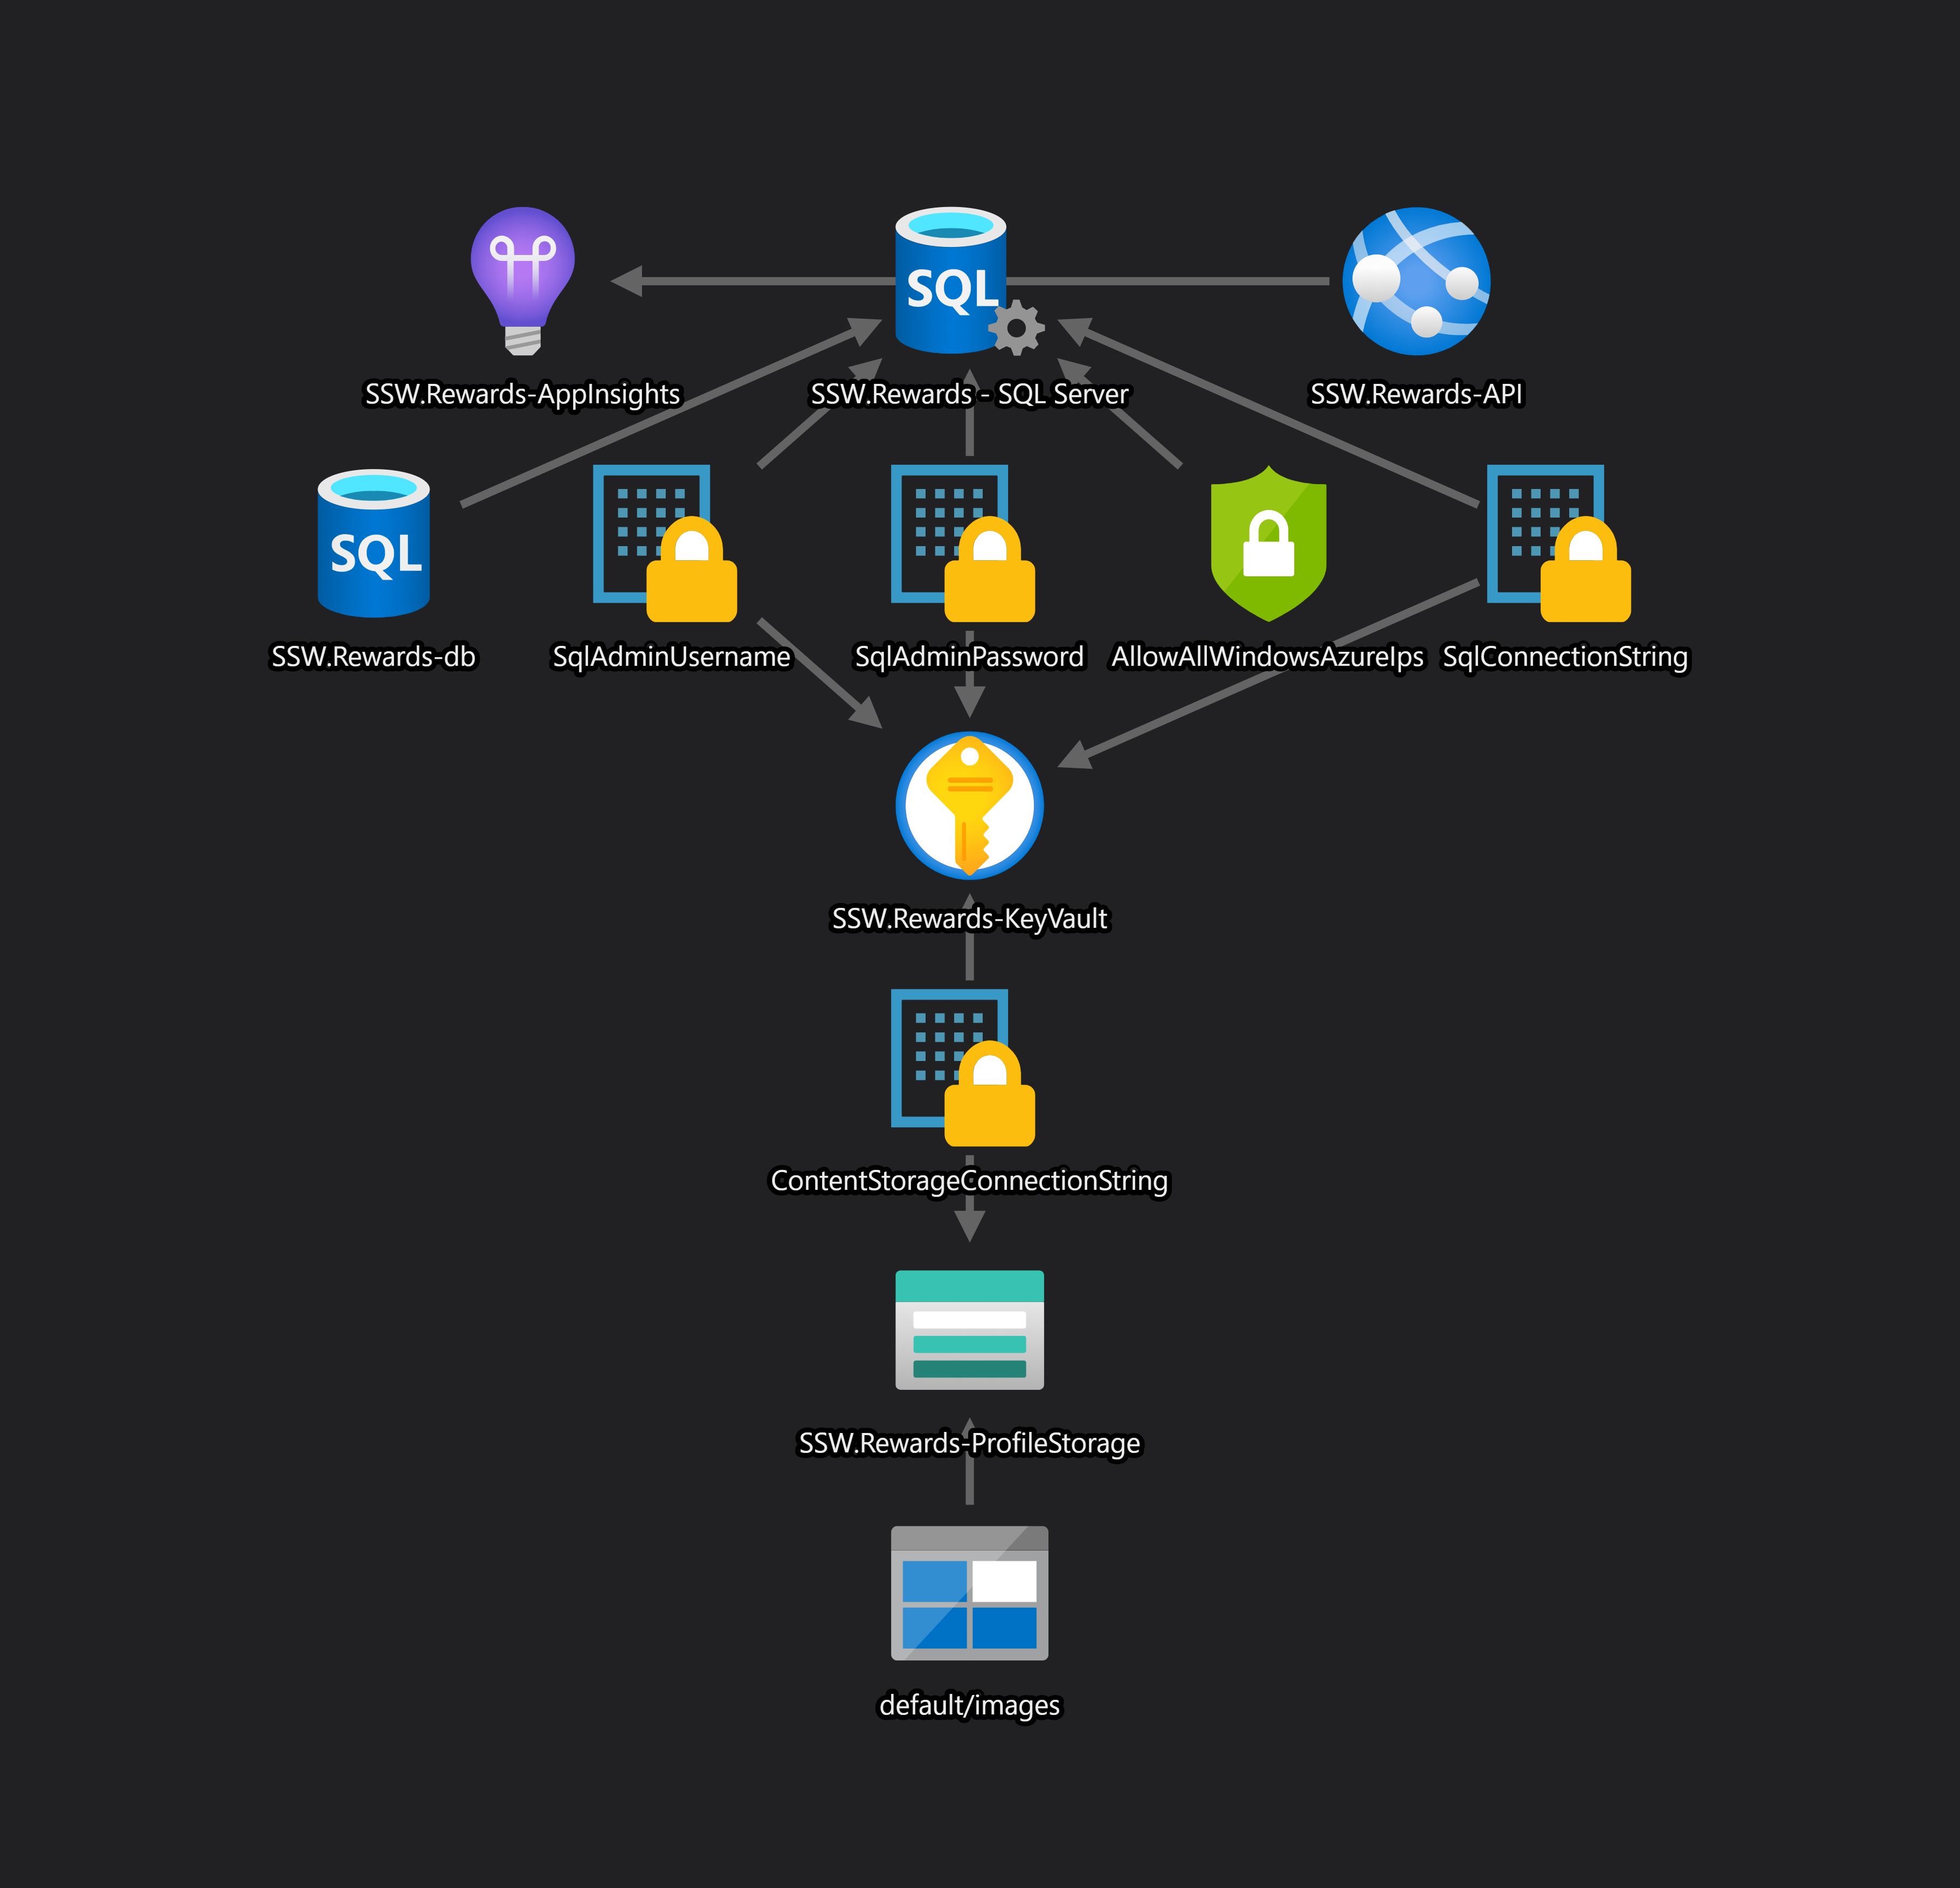 SQL
SSW.Rewards-AppInsights
SSW.Rewards - SQL Server
SSW.Rewards-API
SQL
SSW.Rewards-db
SqlAdminUsername
SqlAdminPassword
AllowAllWindowsAzureIps
SqlConnectionString
SSW.Rewards-KeyVault
ContentStorageConnectionString
SSW.Rewards-ProfileStorage
default/images